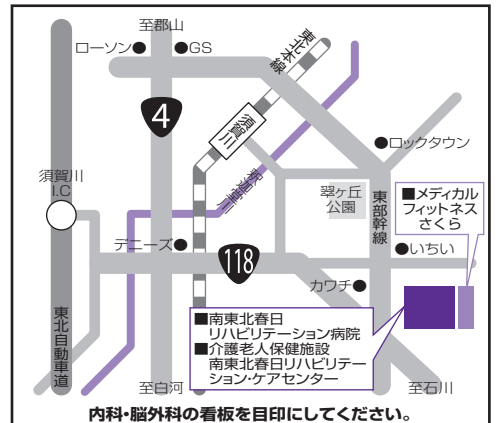 至郡山
ローソン●
●GS
東北本線
4
須賀川
●ロックタウン
須賀川
I.C
釈迦堂川
翠ヶ丘
公園
東部幹線
■メディカル
フィットネス
さくら
デニーズ●
118
●いちい
カワチ●
東北自動車道
■南東北春日
リハビリテーション病院
■介護老人保健施設
南東北春日リハビリテー
ション・ケアセンター
至白河
至石川
内科・脳外科の看板を目印にしてください。